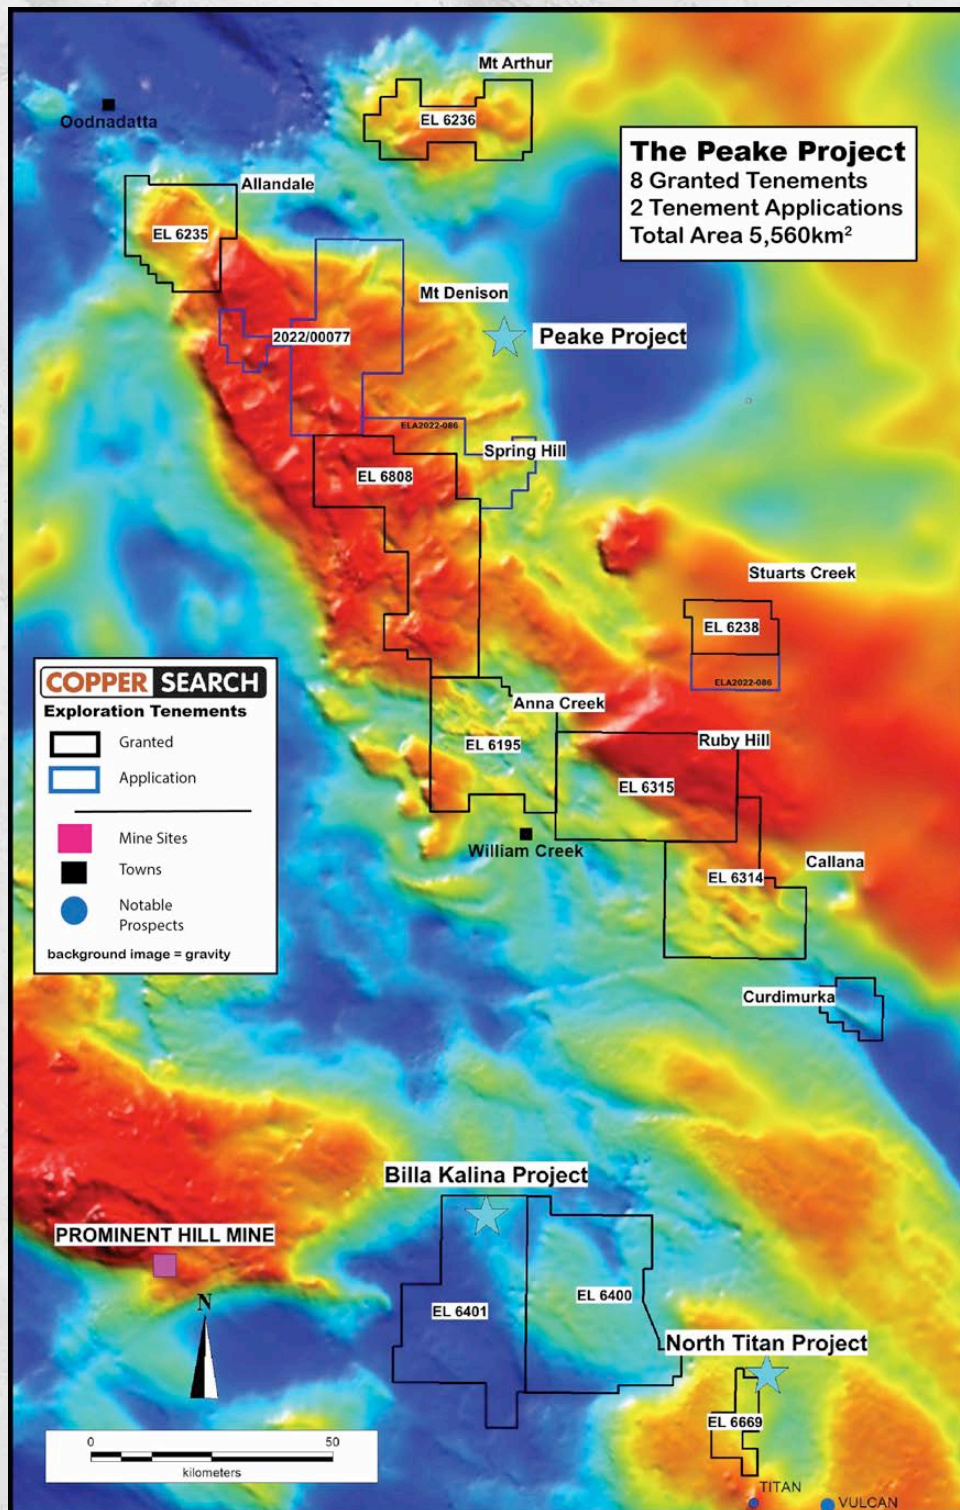 Mt Arthur
EL 6236
Oodnadatta
The Peake Project
8 Granted Tenements
2 Tenement Applications
Total Area 5,560km²
Allandale
EL 6235
Mt Denison
2022/00077
Peake Project
ELA2022-086
Spring Hill
EL 6808
Stuarts Creek
EL 6238
ELA2022-086
COPPER SEARCH
Exploration Tenements
Granted
Application
Mine Sites
Towns
Notable
Prospects
background image = gravity
Anna Creek
EL 6195
Ruby Hill
EL 6315
William Creek
Callana
EL 6314
Curdimurka
Billa Kalina Project
PROMINENT HILL MINE
EL 6401
EL 6400
N
North Titan Project
EL 6669
0 50
kilometers
TITAN
VULCAN